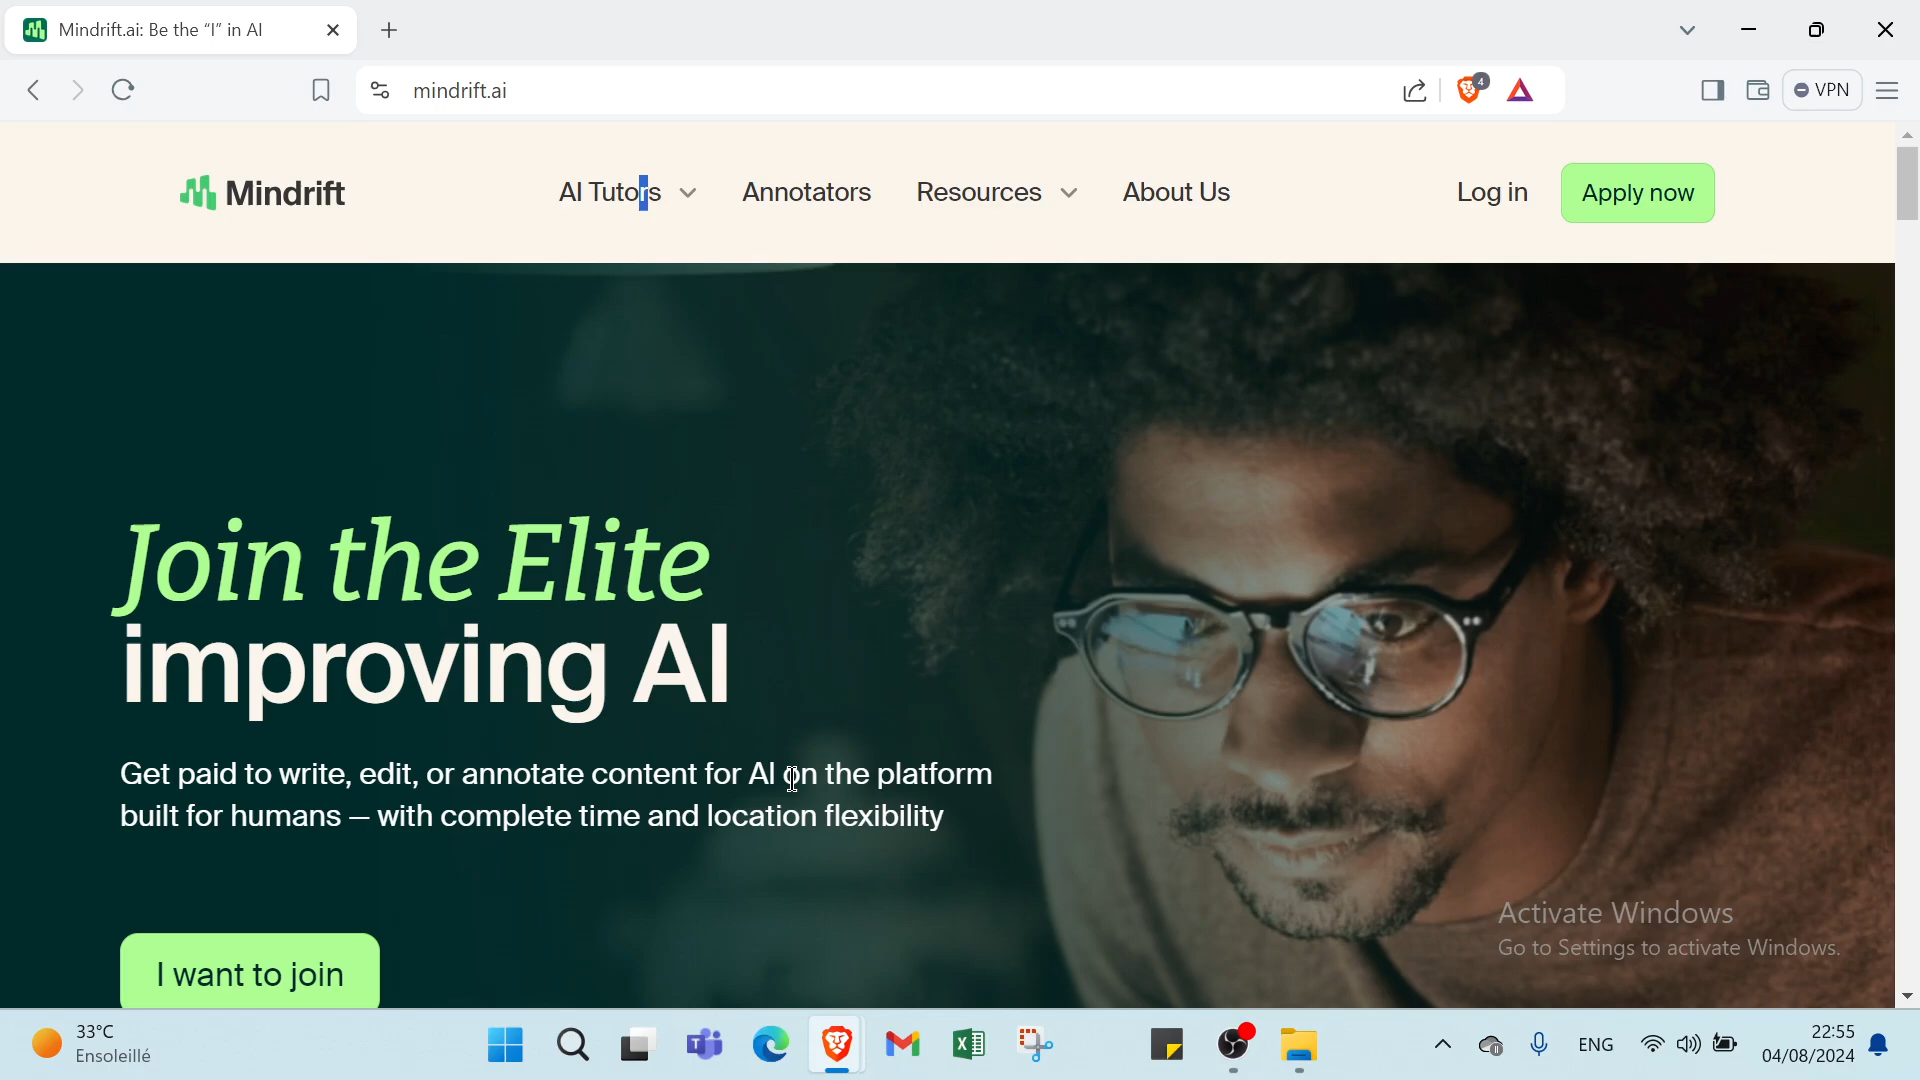 Mindrift.ai: Be the “I” in AI
mindrift.ai
4
VPN
Mindrift
AI Tutors
Annotators
Resources
About Us
Log in
Apply now
Join the Elite
improving AI
Get paid to write, edit, or annotate content for AI on the platform
built for humans — with complete time and location flexibility
I want to join
Activate Windows
Go to Settings to activate Windows.
33°C
Ensoleillé
ENG
22:55
04/08/2024